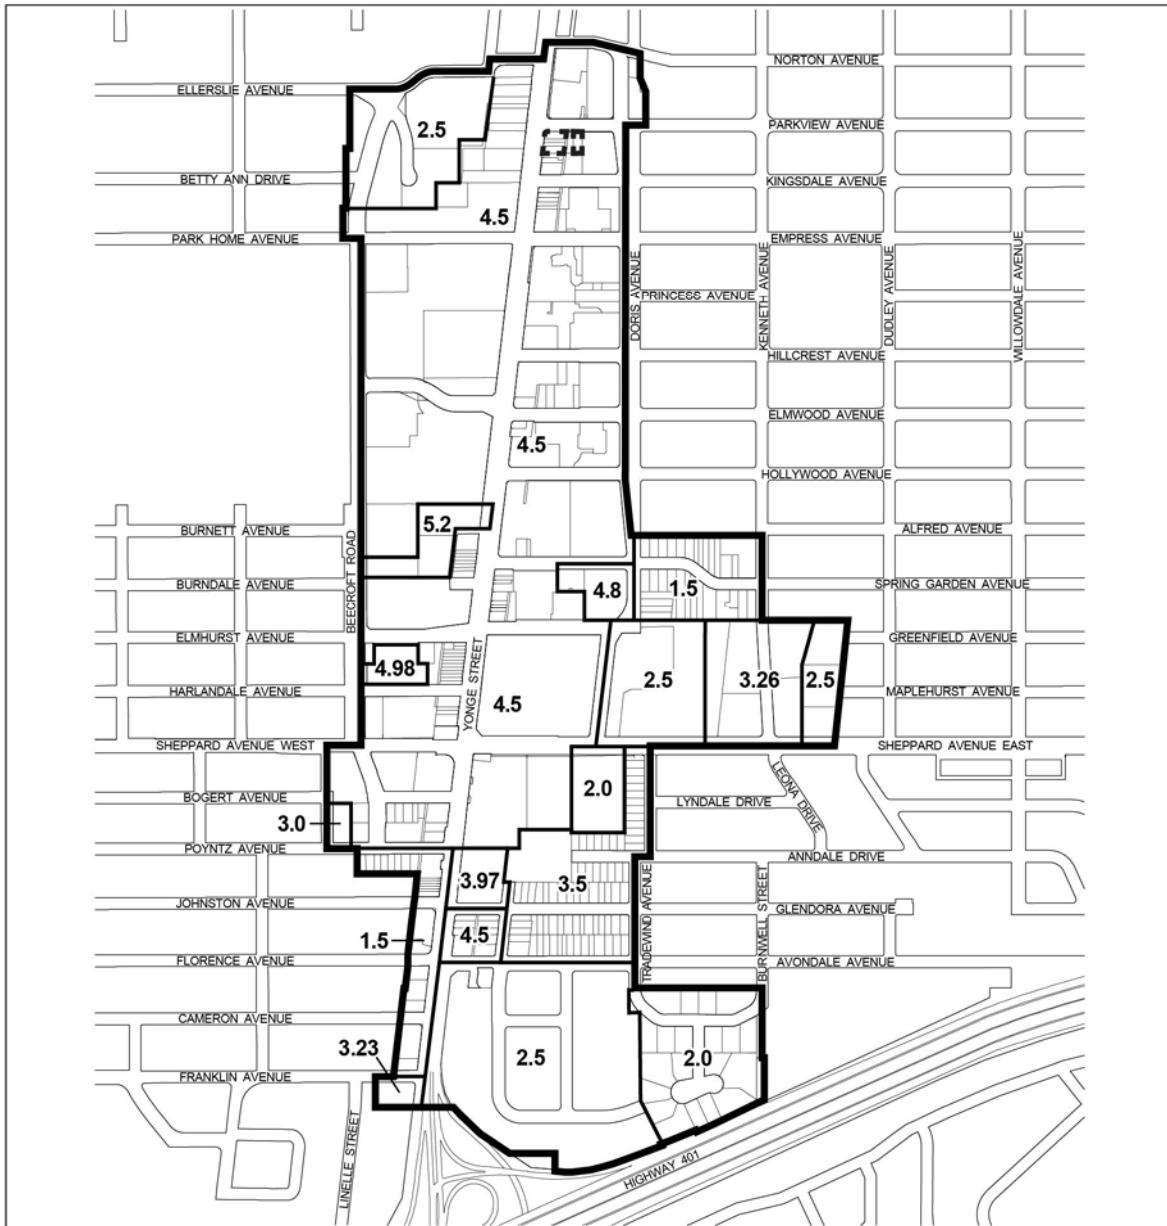 NORTON AVENUE
ELLERSLIE AVENUE
PARKVIEW AVENUE
2.5
BETTY ANN DRIVE
KINGSDALE AVENUE
4.5
PARK HOME AVENUE
EMPRESS AVENUE
DORIS AVENUE
KENNETH AVENUE
DUDLEY AVENUE
WILLOWDALE AVENUE
PRINCESS AVENUE
HILLCREST AVENUE
ELMWOOD AVENUE
4.5
HOLLYWOOD AVENUE
5.2
BURNETT AVENUE
ALFRED AVENUE
BEECROFT ROAD
BURNDALE AVENUE
4.8
1.5
SPRING GARDEN AVENUE
ELMHURST AVENUE
GREENFIELD AVENUE
YONGE STREET
4.98
2.5
3.26
2.5
HARLANDALE AVENUE
MAPLEHURST AVENUE
4.5
SHEPPARD AVENUE WEST
SHEPPARD AVENUE EAST
2.0
LEONA DRIVE
BOGERT AVENUE
LYNDALE DRIVE
3.0
POYNTZ AVENUE
ANNDALE DRIVE
3.97
3.5
TRADEWIND AVENUE
BURNWELL STREET
JOHNSTON AVENUE
GLENDORA AVENUE
1.5
4.5
FLORENCE AVENUE
AVONDALE AVENUE
CAMERON AVENUE
3.23
2.5
2.0
FRANKLIN AVENUE
LINELLE STREET
HIGHWAY 401